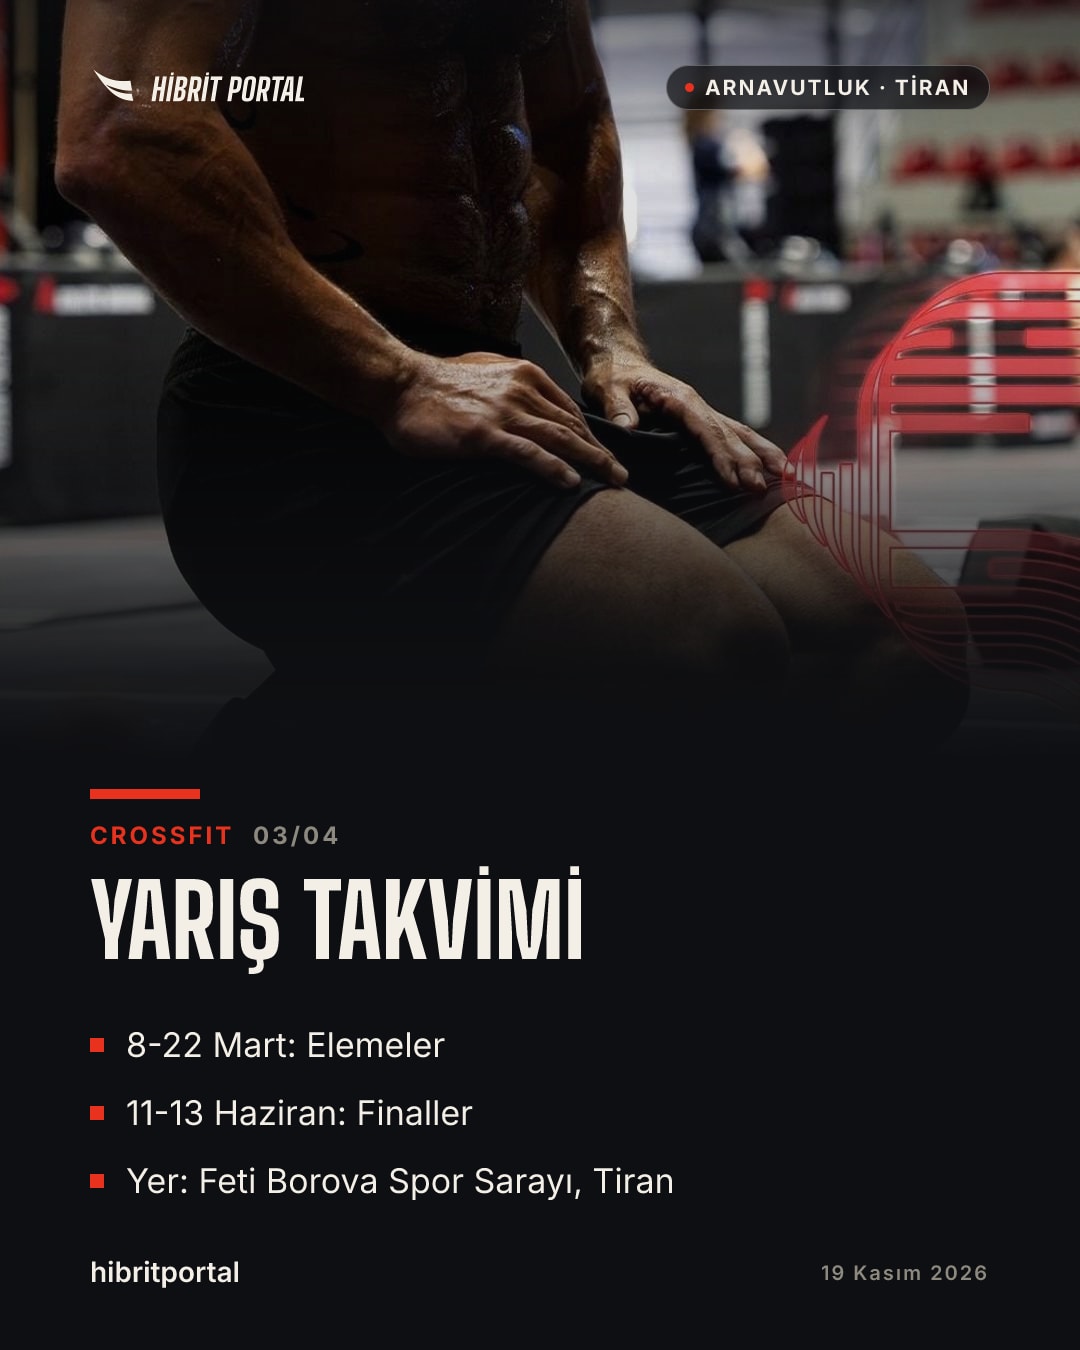 HİBRİT PORTAL
ARNAVUTLUK · TİRAN
CROSSFIT 03/04
YARIŞ TAKVİMİ
8-22 Mart: Elemeler
11-13 Haziran: Finaller
Yer: Feti Borova Spor Sarayı, Tiran
hibritportal
19 Kasım 2026